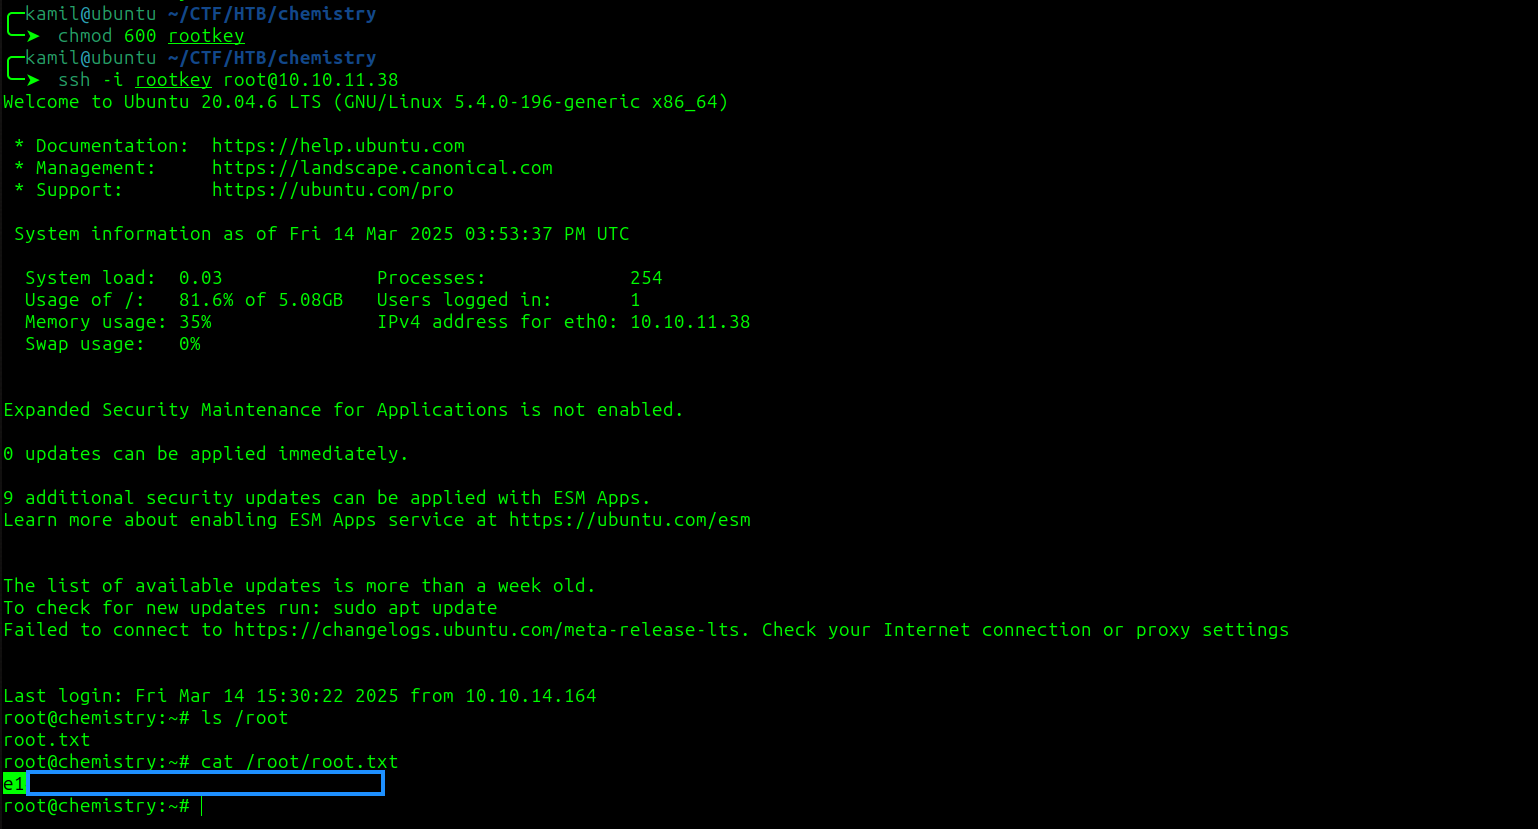 kamil@ubuntu ~/CTF/HTB/chemistry
➤ chmod 600 rootkey
kamil@ubuntu ~/CTF/HTB/chemistry
➤ ssh -i rootkey root@10.10.11.38
Welcome to Ubuntu 20.04.6 LTS (GNU/Linux 5.4.0-196-generic x86_64)
* Documentation: https://help.ubuntu.com
* Management: https://landscape.canonical.com
* Support: https://ubuntu.com/pro
System information as of Fri 14 Mar 2025 03:53:37 PM UTC
System load: 0.03 Processes: 254
Usage of /: 81.6% of 5.08GB Users logged in: 1
Memory usage: 35% IPv4 address for eth0: 10.10.11.38
Swap usage: 0%
Expanded Security Maintenance for Applications is not enabled.
0 updates can be applied immediately.
9 additional security updates can be applied with ESM Apps.
Learn more about enabling ESM Apps service at https://ubuntu.com/esm
The list of available updates is more than a week old.
To check for new updates run: sudo apt update
Failed to connect to https://changelogs.ubuntu.com/meta-release-lts. Check your Internet connection or proxy settings
Last login: Fri Mar 14 15:30:22 2025 from 10.10.14.164
root@chemistry:~# ls /root
root.txt
root@chemistry:~# cat /root/root.txt
e1
root@chemistry:~#